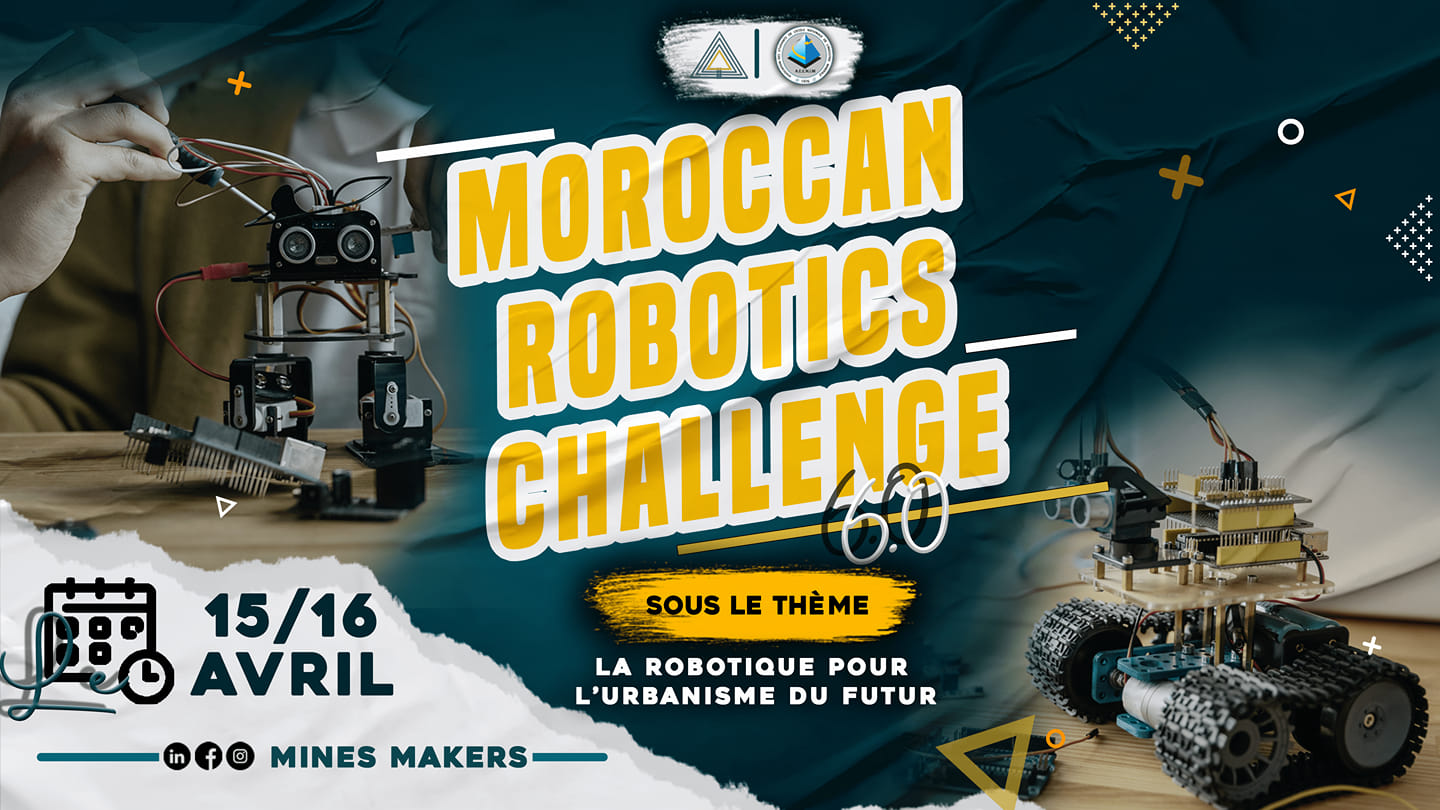 MOROCCAN
ROBOTICS
CHALLENGE
6.0
SOUS LE THÈME
LA ROBOTIQUE POUR
L'URBANISME DU FUTUR
Le
15/16
AVRIL
in f MINES MAKERS